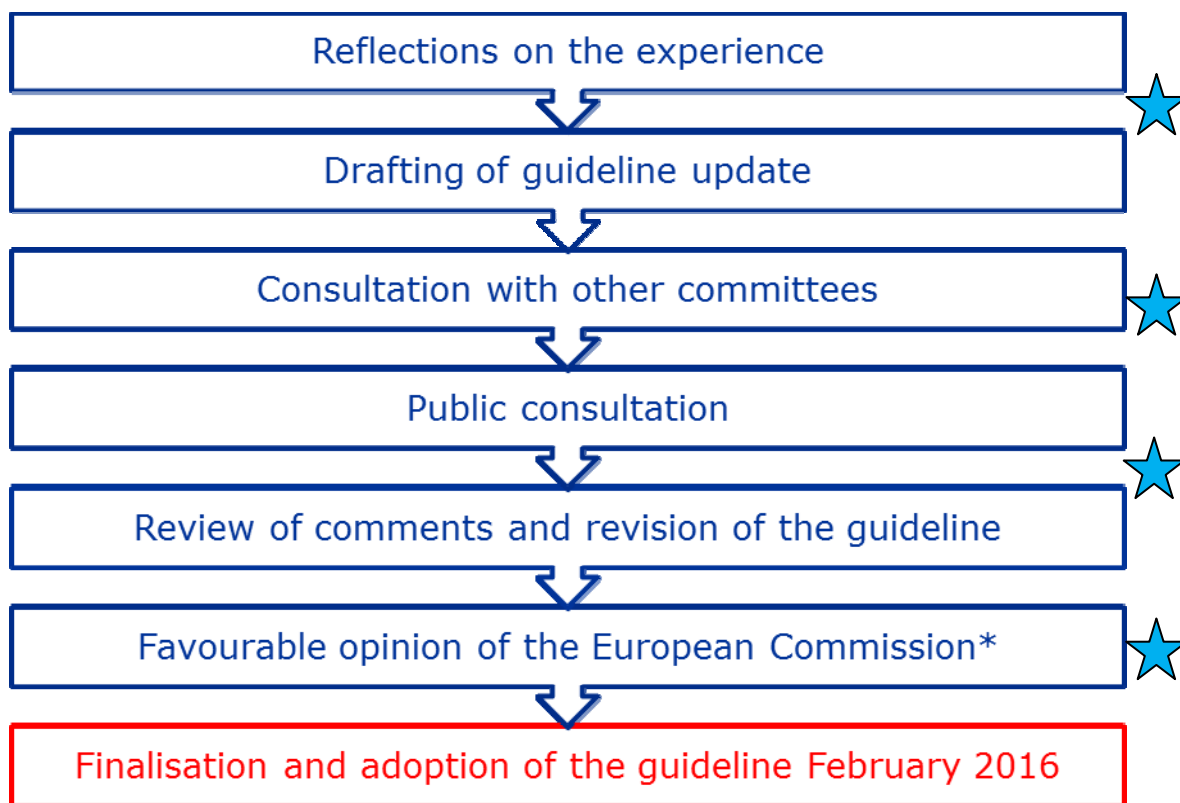 Reflections on the experience
Drafting of guideline update
Consultation with other committees
Public consultation
Review of comments and revision of the guideline
Favourable opinion of the European Commission*
Finalisation and adoption of the guideline February 2016